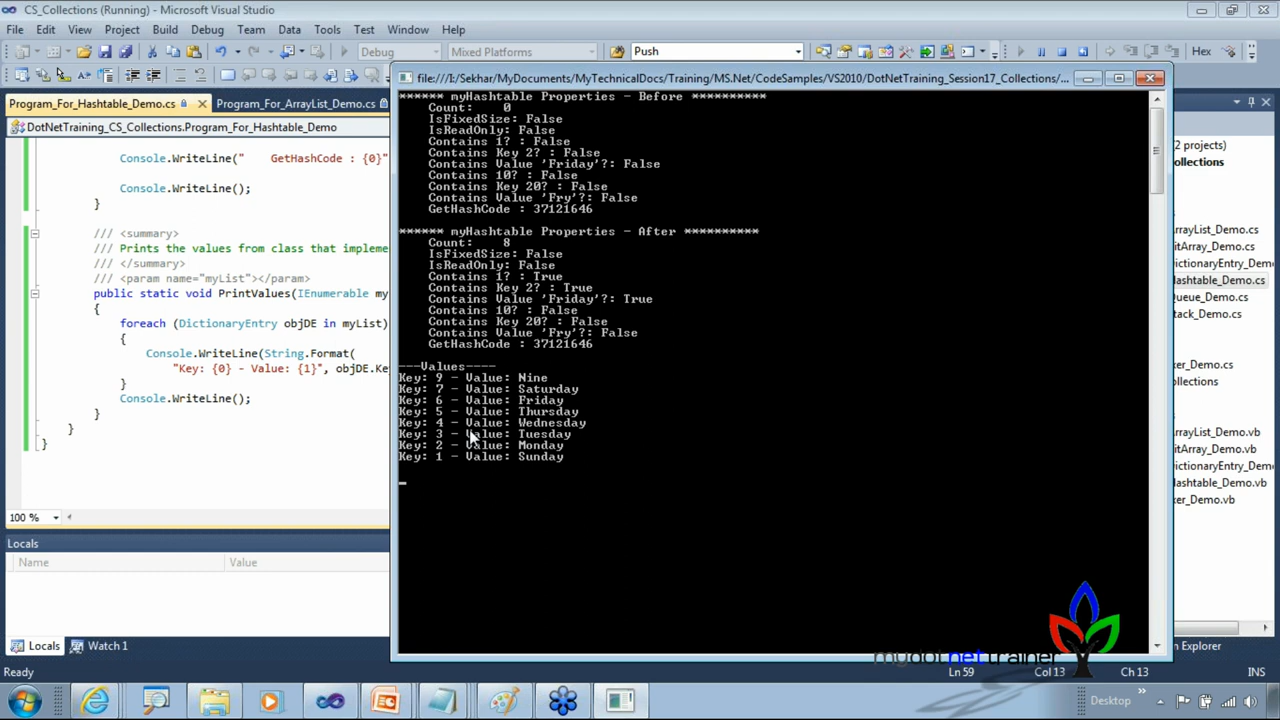 CS_Collections (Running) - Microsoft Visual Studio
File Edit View Project Build Debug Team Data Tools Test Window Help
Debug Mixed Platforms Push Hex
file:///I:/Sekhar/MyDocuments/MyTechnicalDocs/Training/MS.Net/CodeSamples/VS2010/DotNetTraining_Session17_Collections/...
Program_For_Hashtable_Demo.cs Program_For_ArrayList_Demo.cs
DotNetTraining_CS_Collections.Program_For_Hashtable_Demo
Console.WriteLine("    GetHashCode : {0}"
Console.WriteLine();
}
/// <summary>
/// Prints the values from class that impleme
/// </summary>
/// <param name="myList"></param>
public static void PrintValues(IEnumerable my
{
foreach (DictionaryEntry objDE in myList)
{
Console.WriteLine(String.Format(
"Key: {0} - Value: {1}", objDE.Ke
}
Console.WriteLine();
}
}
}
100 %
Locals
Name Value
Locals Watch 1
****** myHashtable Properties - Before **********
Count:    0
IsFixedSize: False
IsReadOnly: False
Contains 1? : False
Contains Key 2? : False
Contains Value 'Friday'?: False
Contains 10? : False
Contains Key 20? : False
Contains Value 'Fry'?: False
GetHashCode : 37121646
****** myHashtable Properties - After **********
Count:    8
IsFixedSize: False
IsReadOnly: False
Contains 1? : True
Contains Key 2? : True
Contains Value 'Friday'?: True
Contains 10? : False
Contains Key 20? : False
Contains Value 'Fry'?: False
GetHashCode : 37121646
---Values----
Key: 9 - Value: Nine
Key: 7 - Value: Saturday
Key: 6 - Value: Friday
Key: 5 - Value: Thursday
Key: 4 - Value: Wednesday
Key: 3 - Value: Tuesday
Key: 2 - Value: Monday
Key: 1 - Value: Sunday
(2 projects)
ollections
rrayList_Demo.cs
itArray_Demo.cs
ictionaryEntry_Demo
Hashtable_Demo.cs
ueue_Demo.cs
tack_Demo.cs
er_Demo.cs
rrayList_Demo.vb
itArray_Demo.vb
ictionaryEntry_Demo
ashtable_Demo.vb
er_Demo.vb
n Explorer
mydotnettrainer
Ready Ln 59 Col 13 Ch 13 INS
Desktop